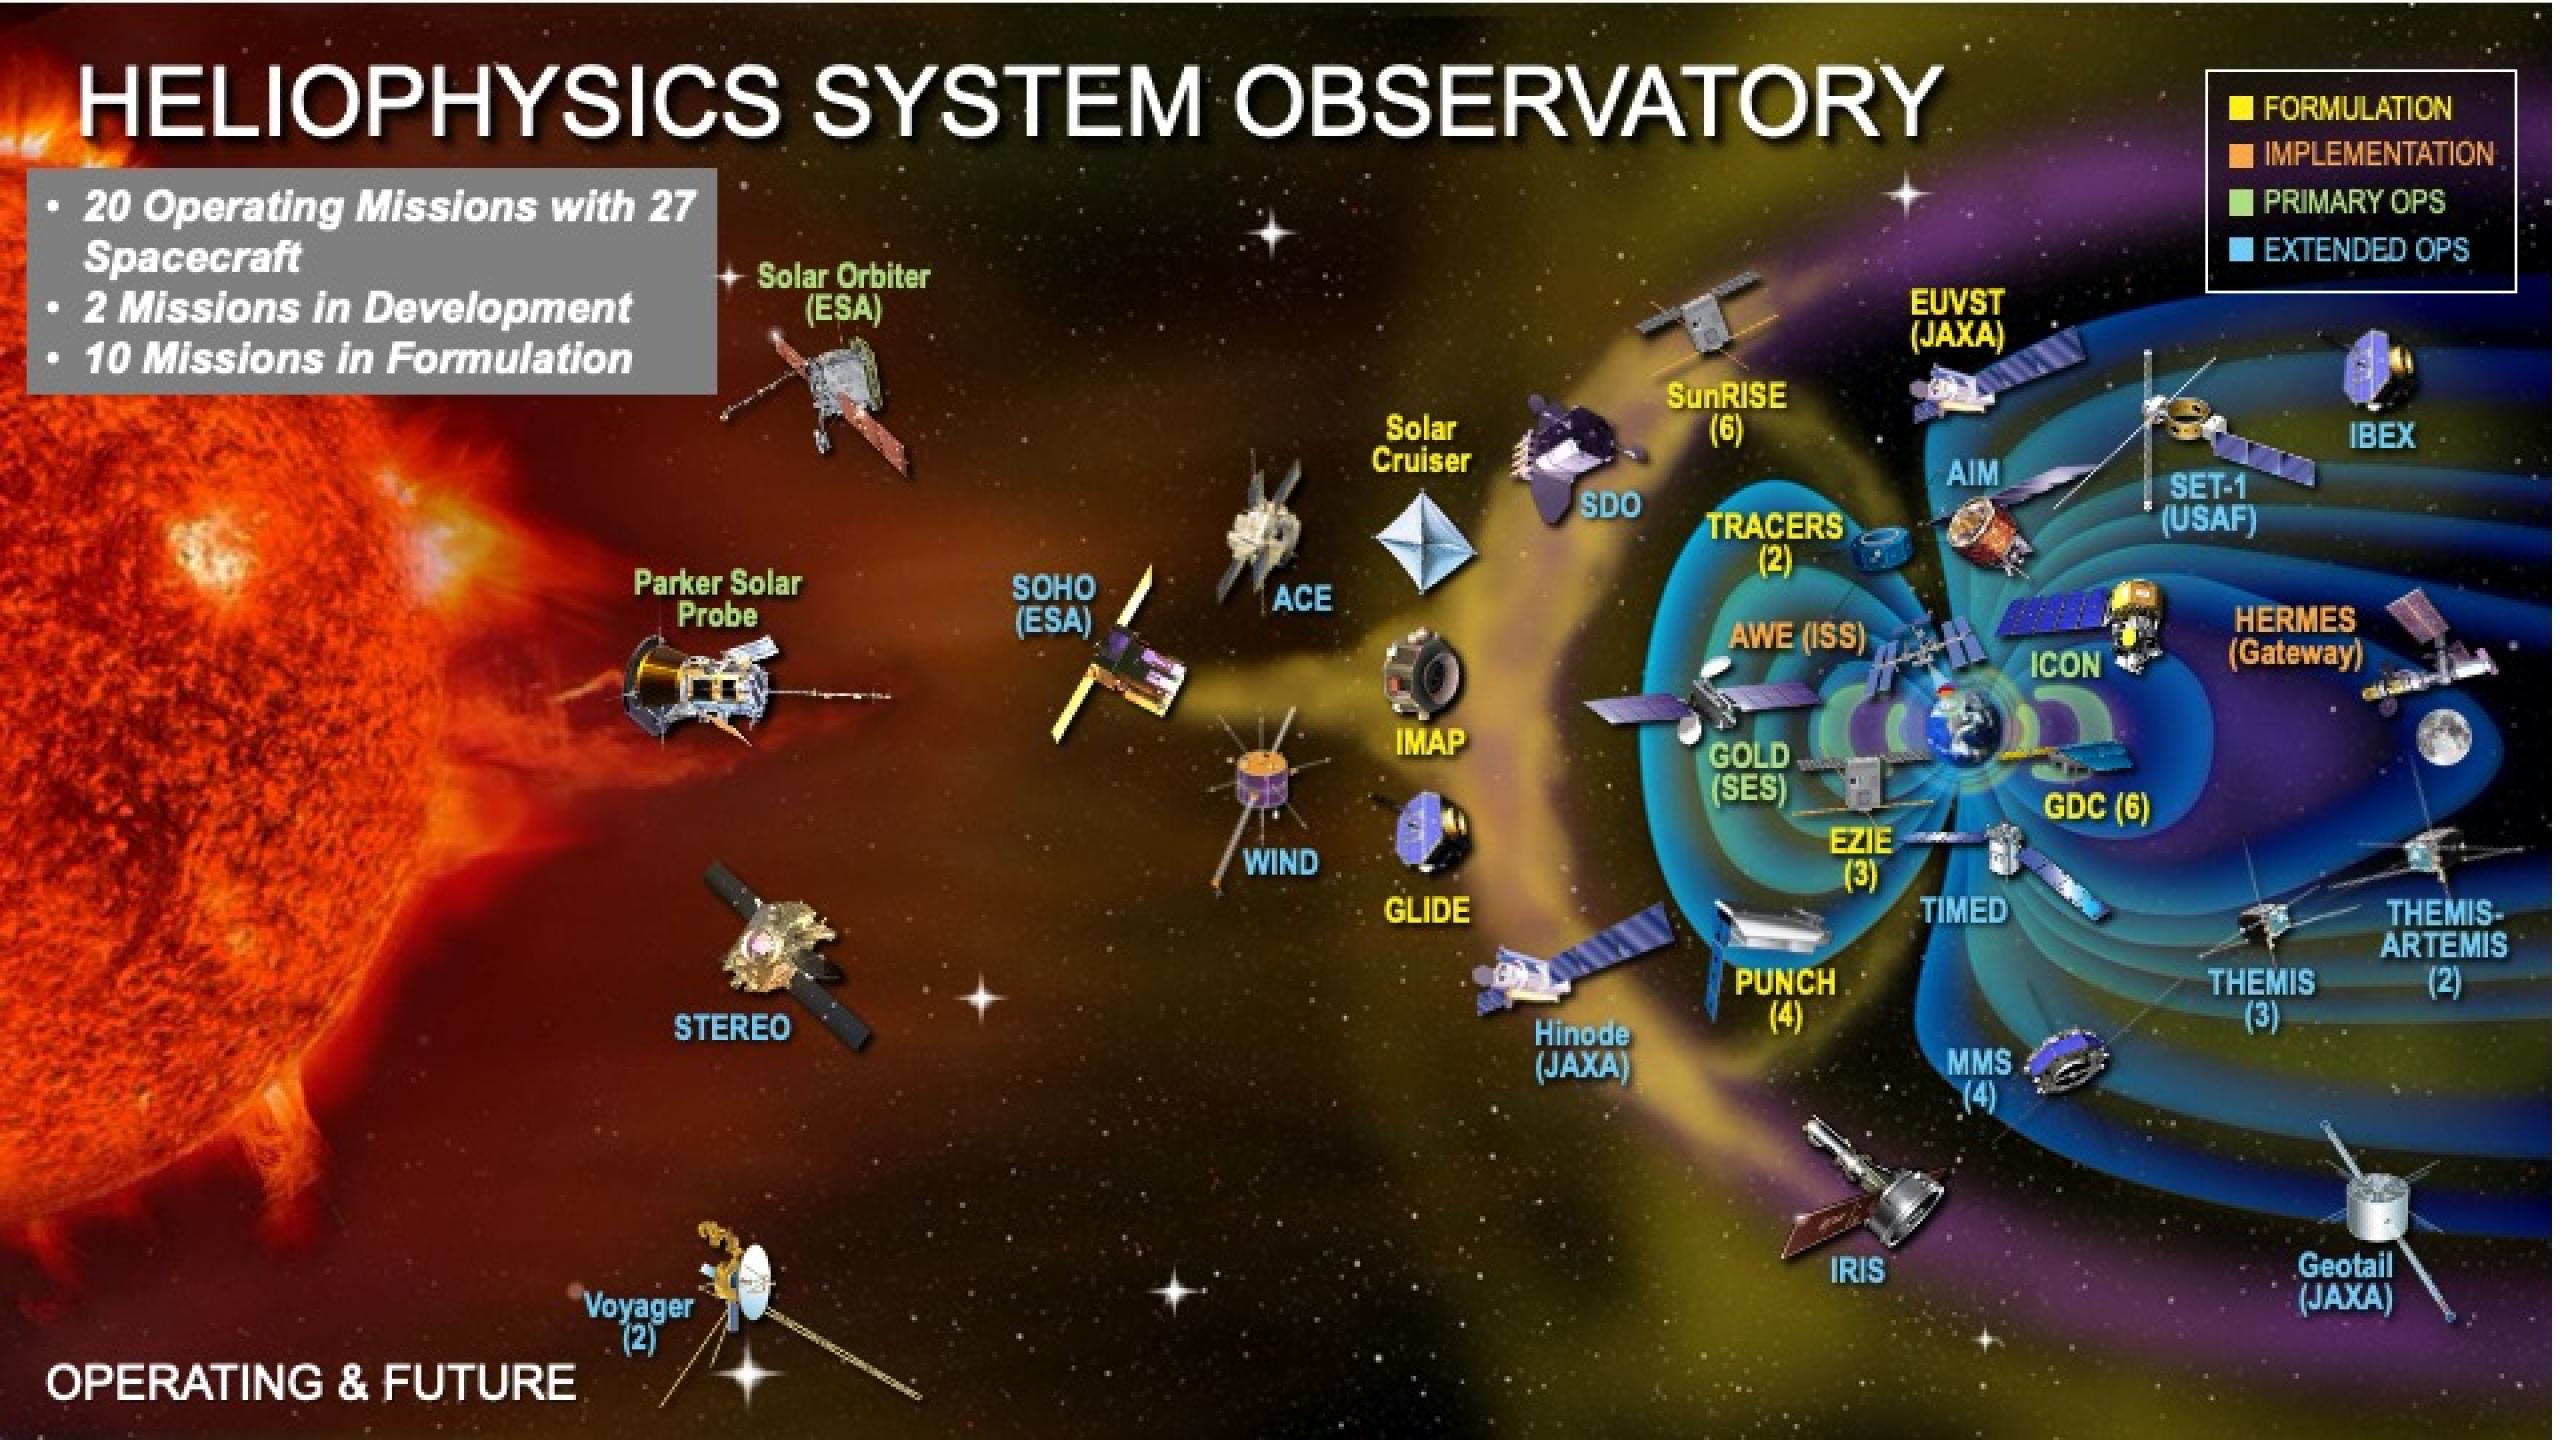 HELIOPHYSICS SYSTEM OBSERVATORY
FORMULATION
IMPLEMENTATION
PRIMARY OPS
EXTENDED OPS
• 20 Operating Missions with 27
Spacecraft
• 2 Missions in Development
• 10 Missions in Formulation
Solar Orbiter
(ESA)
Parker Solar
Probe
STEREO
Voyager
(2)
SOHO
(ESA)
ACE
WIND
Solar
Cruiser
IMAP
GLIDE
SDO
SunRISE
(6)
EUVST
(JAXA)
AIM
SET-1
(USAF)
IBEX
TRACERS
(2)
AWE (ISS)
ICON
HERMES
(Gateway)
GOLD
(SES)
GDC (6)
EZIE
(3)
TIMED
PUNCH
(4)
Hinode
(JAXA)
THEMIS-
ARTEMIS
(2)
THEMIS
(3)
MMS
(4)
IRIS
Geotail
(JAXA)
OPERATING & FUTURE